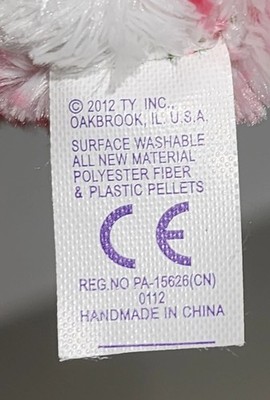 © 2012 TY, INC.,
OAKBROOK, IL. U.S.A.
SURFACE WASHABLE
ALL NEW MATERIAL
POLYESTER FIBER
& PLASTIC PELLETS
CE
REG.NO PA-15626(CN)
0112
HANDMADE IN CHINA